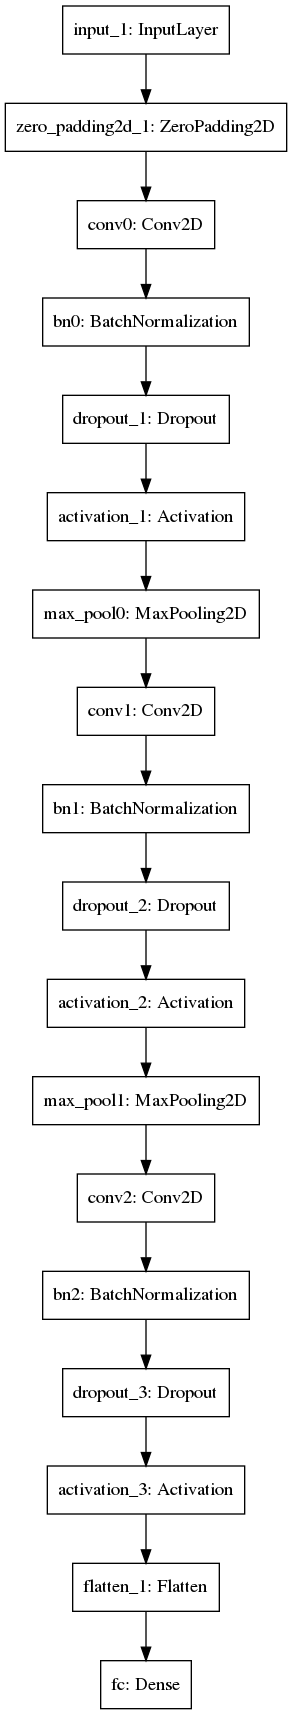 input_1: InputLayer
zero_padding2d_1: ZeroPadding2D
conv0: Conv2D
bn0: BatchNormalization
dropout_1: Dropout
activation_1: Activation
max_pool0: MaxPooling2D
conv1: Conv2D
bn1: BatchNormalization
dropout_2: Dropout
activation_2: Activation
max_pool1: MaxPooling2D
conv2: Conv2D
bn2: BatchNormalization
dropout_3: Dropout
activation_3: Activation
flatten_1: Flatten
fc: Dense